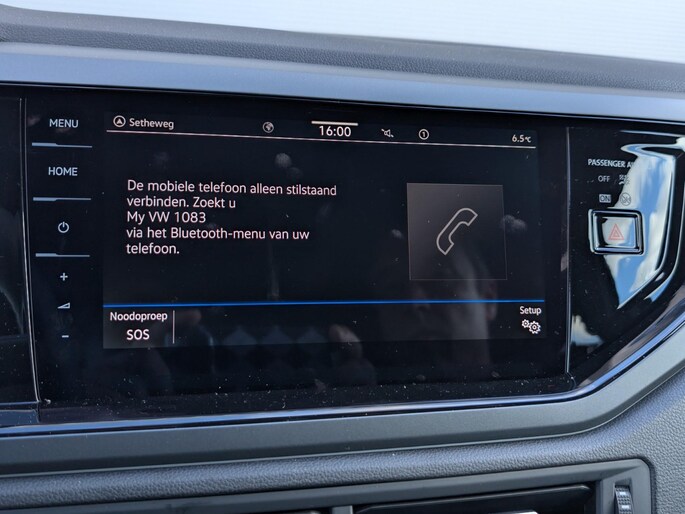 MENU
HOME
Setheweg
16:00
1
6.5°C
De mobiele telefoon alleen stilstaand
verbinden. Zoekt u
My VW 1083
via het Bluetooth-menu van uw
telefoon.
Noodoproep
SOS
Setup
+
-
PASSENGER
OFF
ON